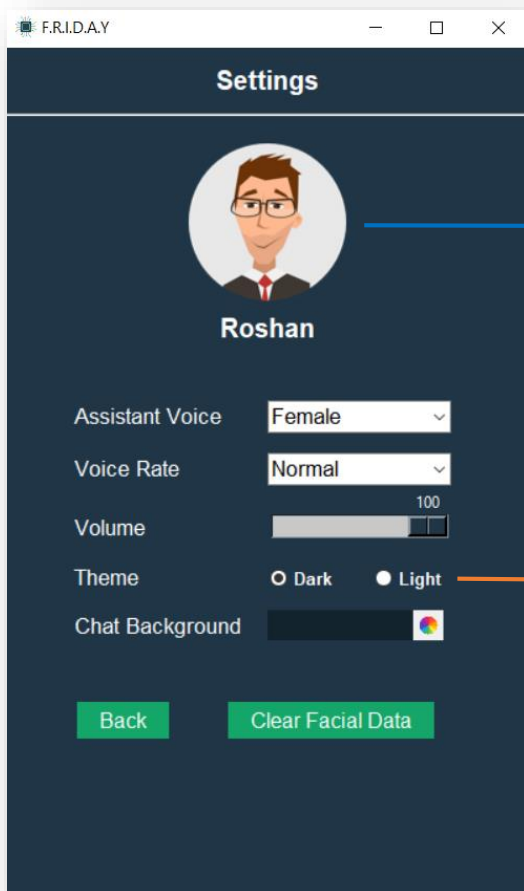 F.R.I.D.A.Y
Settings
Roshan
Assistant Voice Female
Voice Rate Normal
100
Volume
Theme Dark Light
Chat Background
Back Clear Facial Data